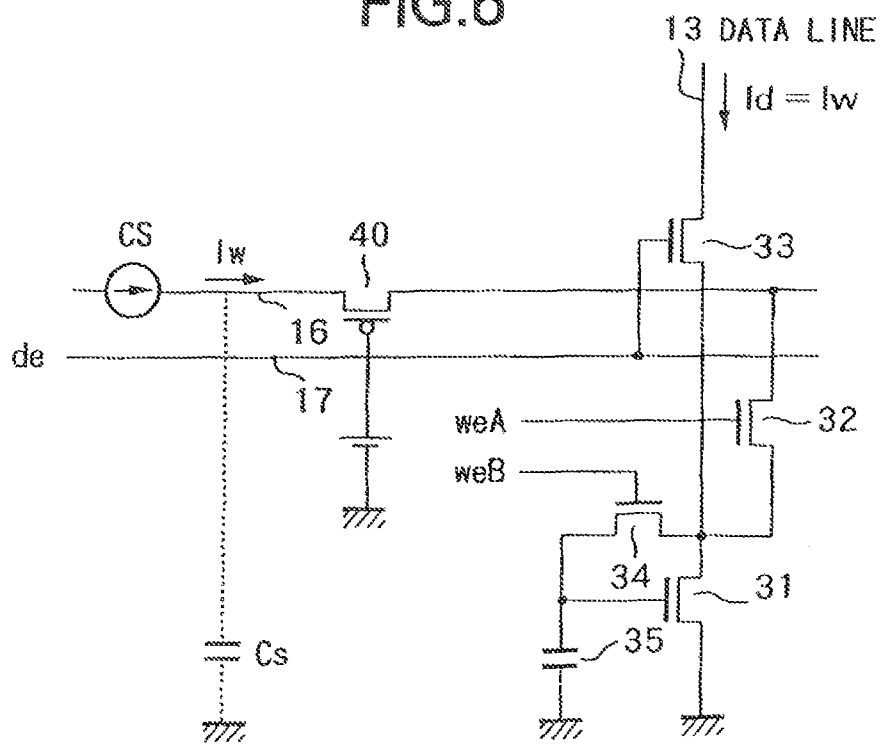 FIG.6
13 DATA LINE
Id = Iw
CS
Iw
40
33
16
de
17
weA
32
weB
34
31
35
Cs